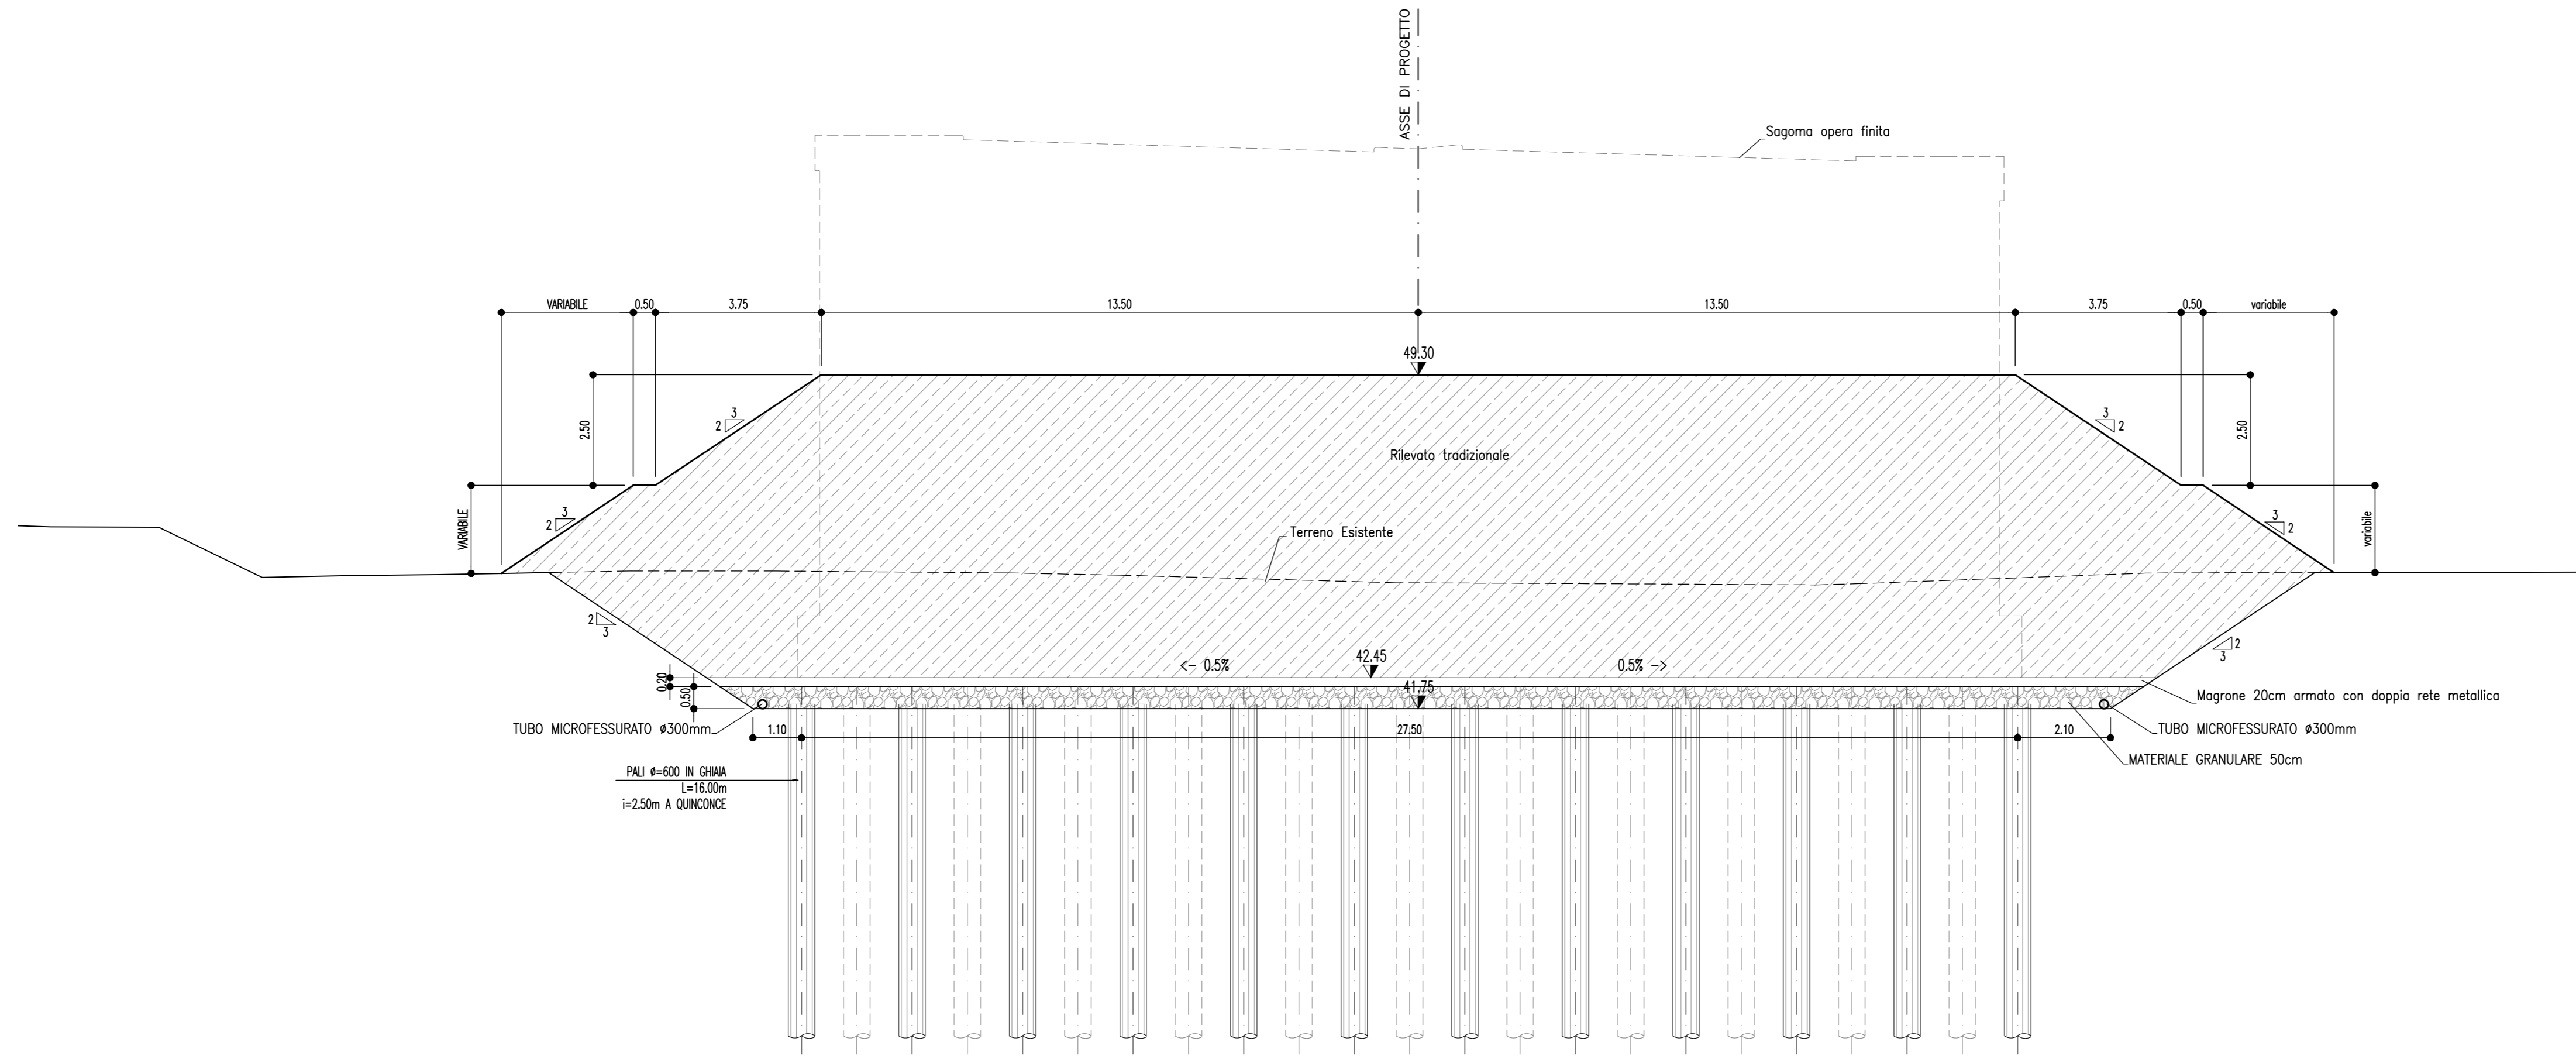 ASSE DI PROGETTO
Sagoma opera finita
VARIABILE
0.50
3.75
13.50
13.50
3.75
0.50
variabile
49.30
2.50
3
2
3
2
2.50
Rilevato tradizionale
VARIABILE
3
2
3
2
variabile
Terreno Esistente
2
3
2
3
<- 0.5%
42.45
0.5% ->
0.20
0.50
41.75
Magrone 20cm armato con doppia rete metallica
TUBO MICROFESSURATO ø300mm
1.10
27.50
2.10
TUBO MICROFESSURATO ø300mm
MATERIALE GRANULARE 50cm
PALI ø=600 IN GHIAIA
L=16.00m
i=2.50m A QUINCONCE